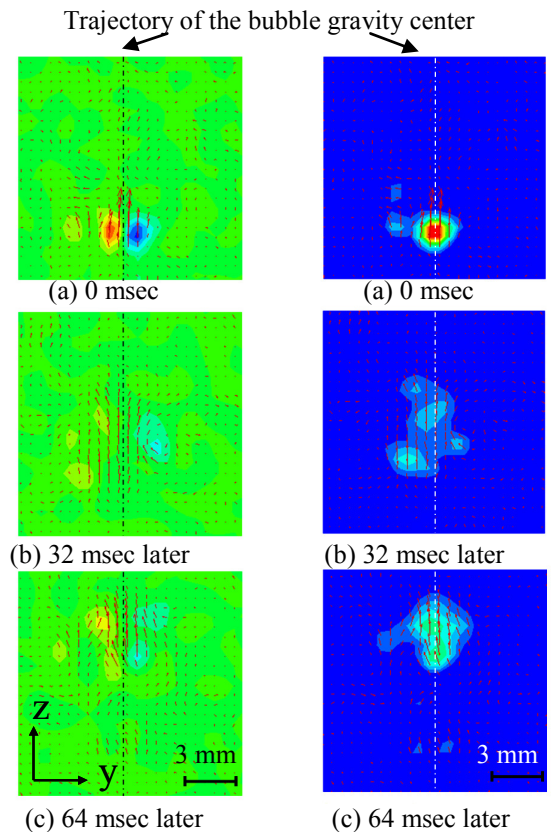 Trajectory of the bubble gravity center
(a) 0 msec
(a) 0 msec
(b) 32 msec later
(b) 32 msec later
z
y
3 mm
3 mm
(c) 64 msec later
(c) 64 msec later